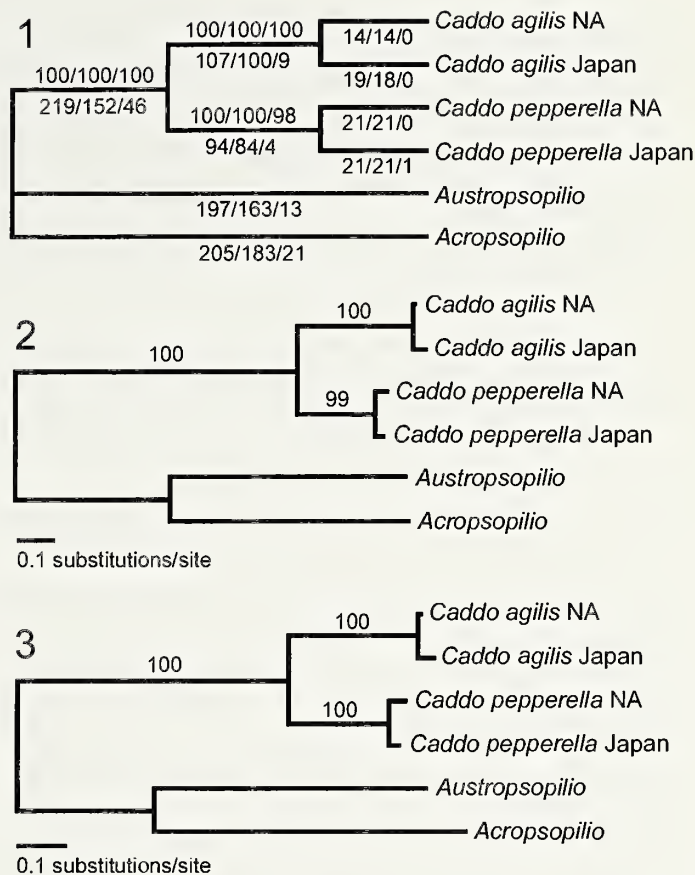 1
100/100/100
Caddo agilis NA
14/14/0
100/100/100
107/100/9
Caddo agilis Japan
19/18/0
219/152/46
100/100/98
Caddo pepperella NA
21/21/0
94/84/4
Caddo pepperella Japan
21/21/1
Austropsopilio
197/163/13
Acropsopilio
205/183/21
2
100
Caddo agilis NA
100
Caddo agilis Japan
99
Caddo pepperella NA
Caddo pepperella Japan
Austropsopilio
Acropsopilio
0.1 substitutions/site
3
100
Caddo agilis NA
100
Caddo agilis Japan
100
Caddo pepperella NA
Caddo pepperella Japan
Austropsopilio
Acropsopilio
0.1 substitutions/site